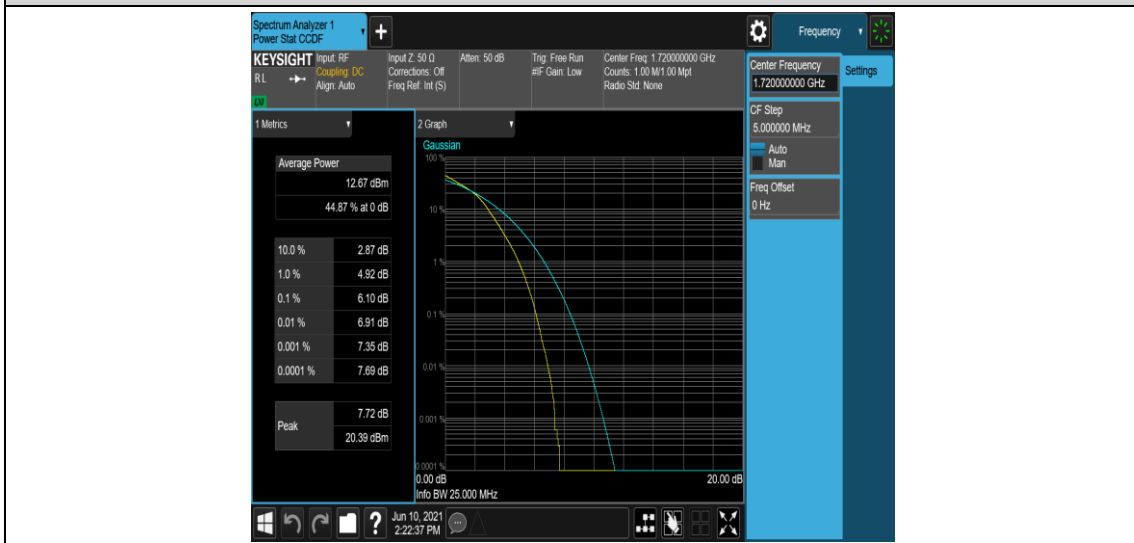 Spectrum Analyzer 1
Power Stat CCDF
+
Frequency
KEYSIGHT
RL
LXI
Input: RF
Coupling: DC
Align: Auto
Input Z: 50 Ω
Corrections: Off
Freq Ref: Int (S)
Atten: 50 dB
Trig: Free Run
#IF Gain: Low
Center Freq: 1.720000000 GHz
Counts: 1.00 M/1.00 Mpt
Radio Std: None
Center Frequency
1.720000000 GHz
Settings
CF Step
5.000000 MHz
Auto
Man
Freq Offset
0 Hz
1 Metrics
Average Power
12.67 dBm
44.87 % at 0 dB
10.0 % 2.87 dB
1.0 % 4.92 dB
0.1 % 6.10 dB
0.01 % 6.91 dB
0.001 % 7.35 dB
0.0001 % 7.69 dB
Peak
7.72 dB
20.39 dBm
2 Graph
Gaussian
100 %
10 %
1 %
0.1 %
0.01 %
0.001 %
0.0001 %
0.00 dB 20.00 dB
Info BW 25.000 MHz
?
Jun 10, 2021
2:22:37 PM